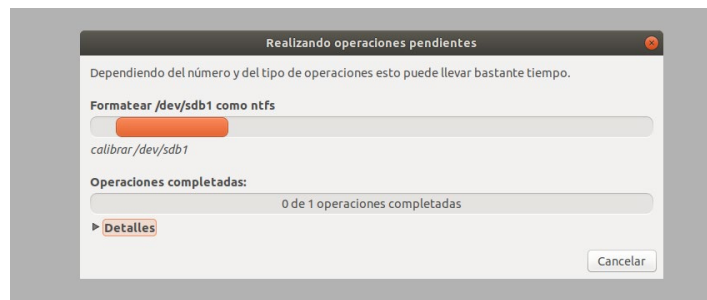 Realizando operaciones pendientes
Dependiendo del número y del tipo de operaciones esto puede llevar bastante tiempo.
Formatear /dev/sdb1 como ntfs
calibrar /dev/sdb1
Operaciones completadas:
0 de 1 operaciones completadas
Detalles
Cancelar